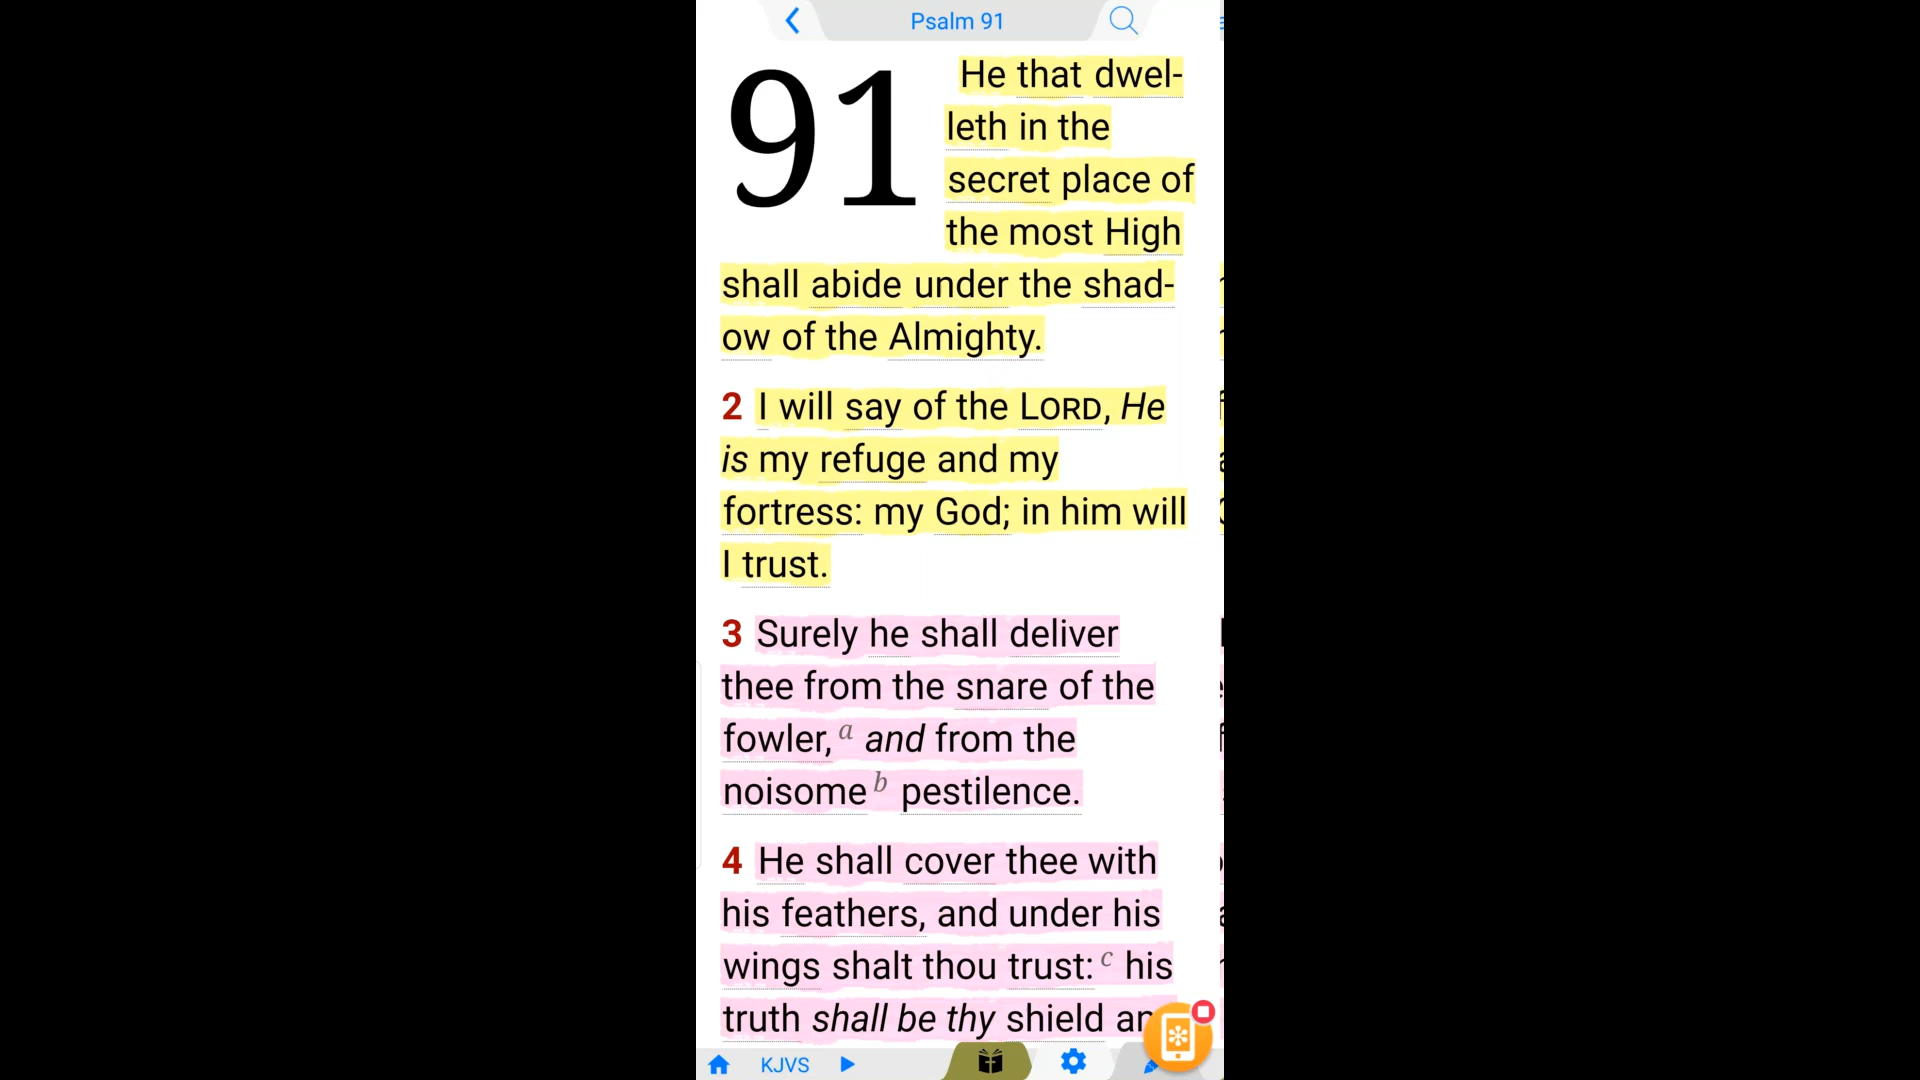 Psalm 91
91
He that dwel-
leth in the
secret place of
the most High
shall abide under the shad-
ow of the Almighty.
2 I will say of the LORD, He
is my refuge and my
fortress: my God; in him will
I trust.
3 Surely he shall deliver
thee from the snare of the
fowler, a and from the
noisome b pestilence.
4 He shall cover thee with
his feathers, and under his
wings shalt thou trust: c his
truth shall be thy shield
KJVS